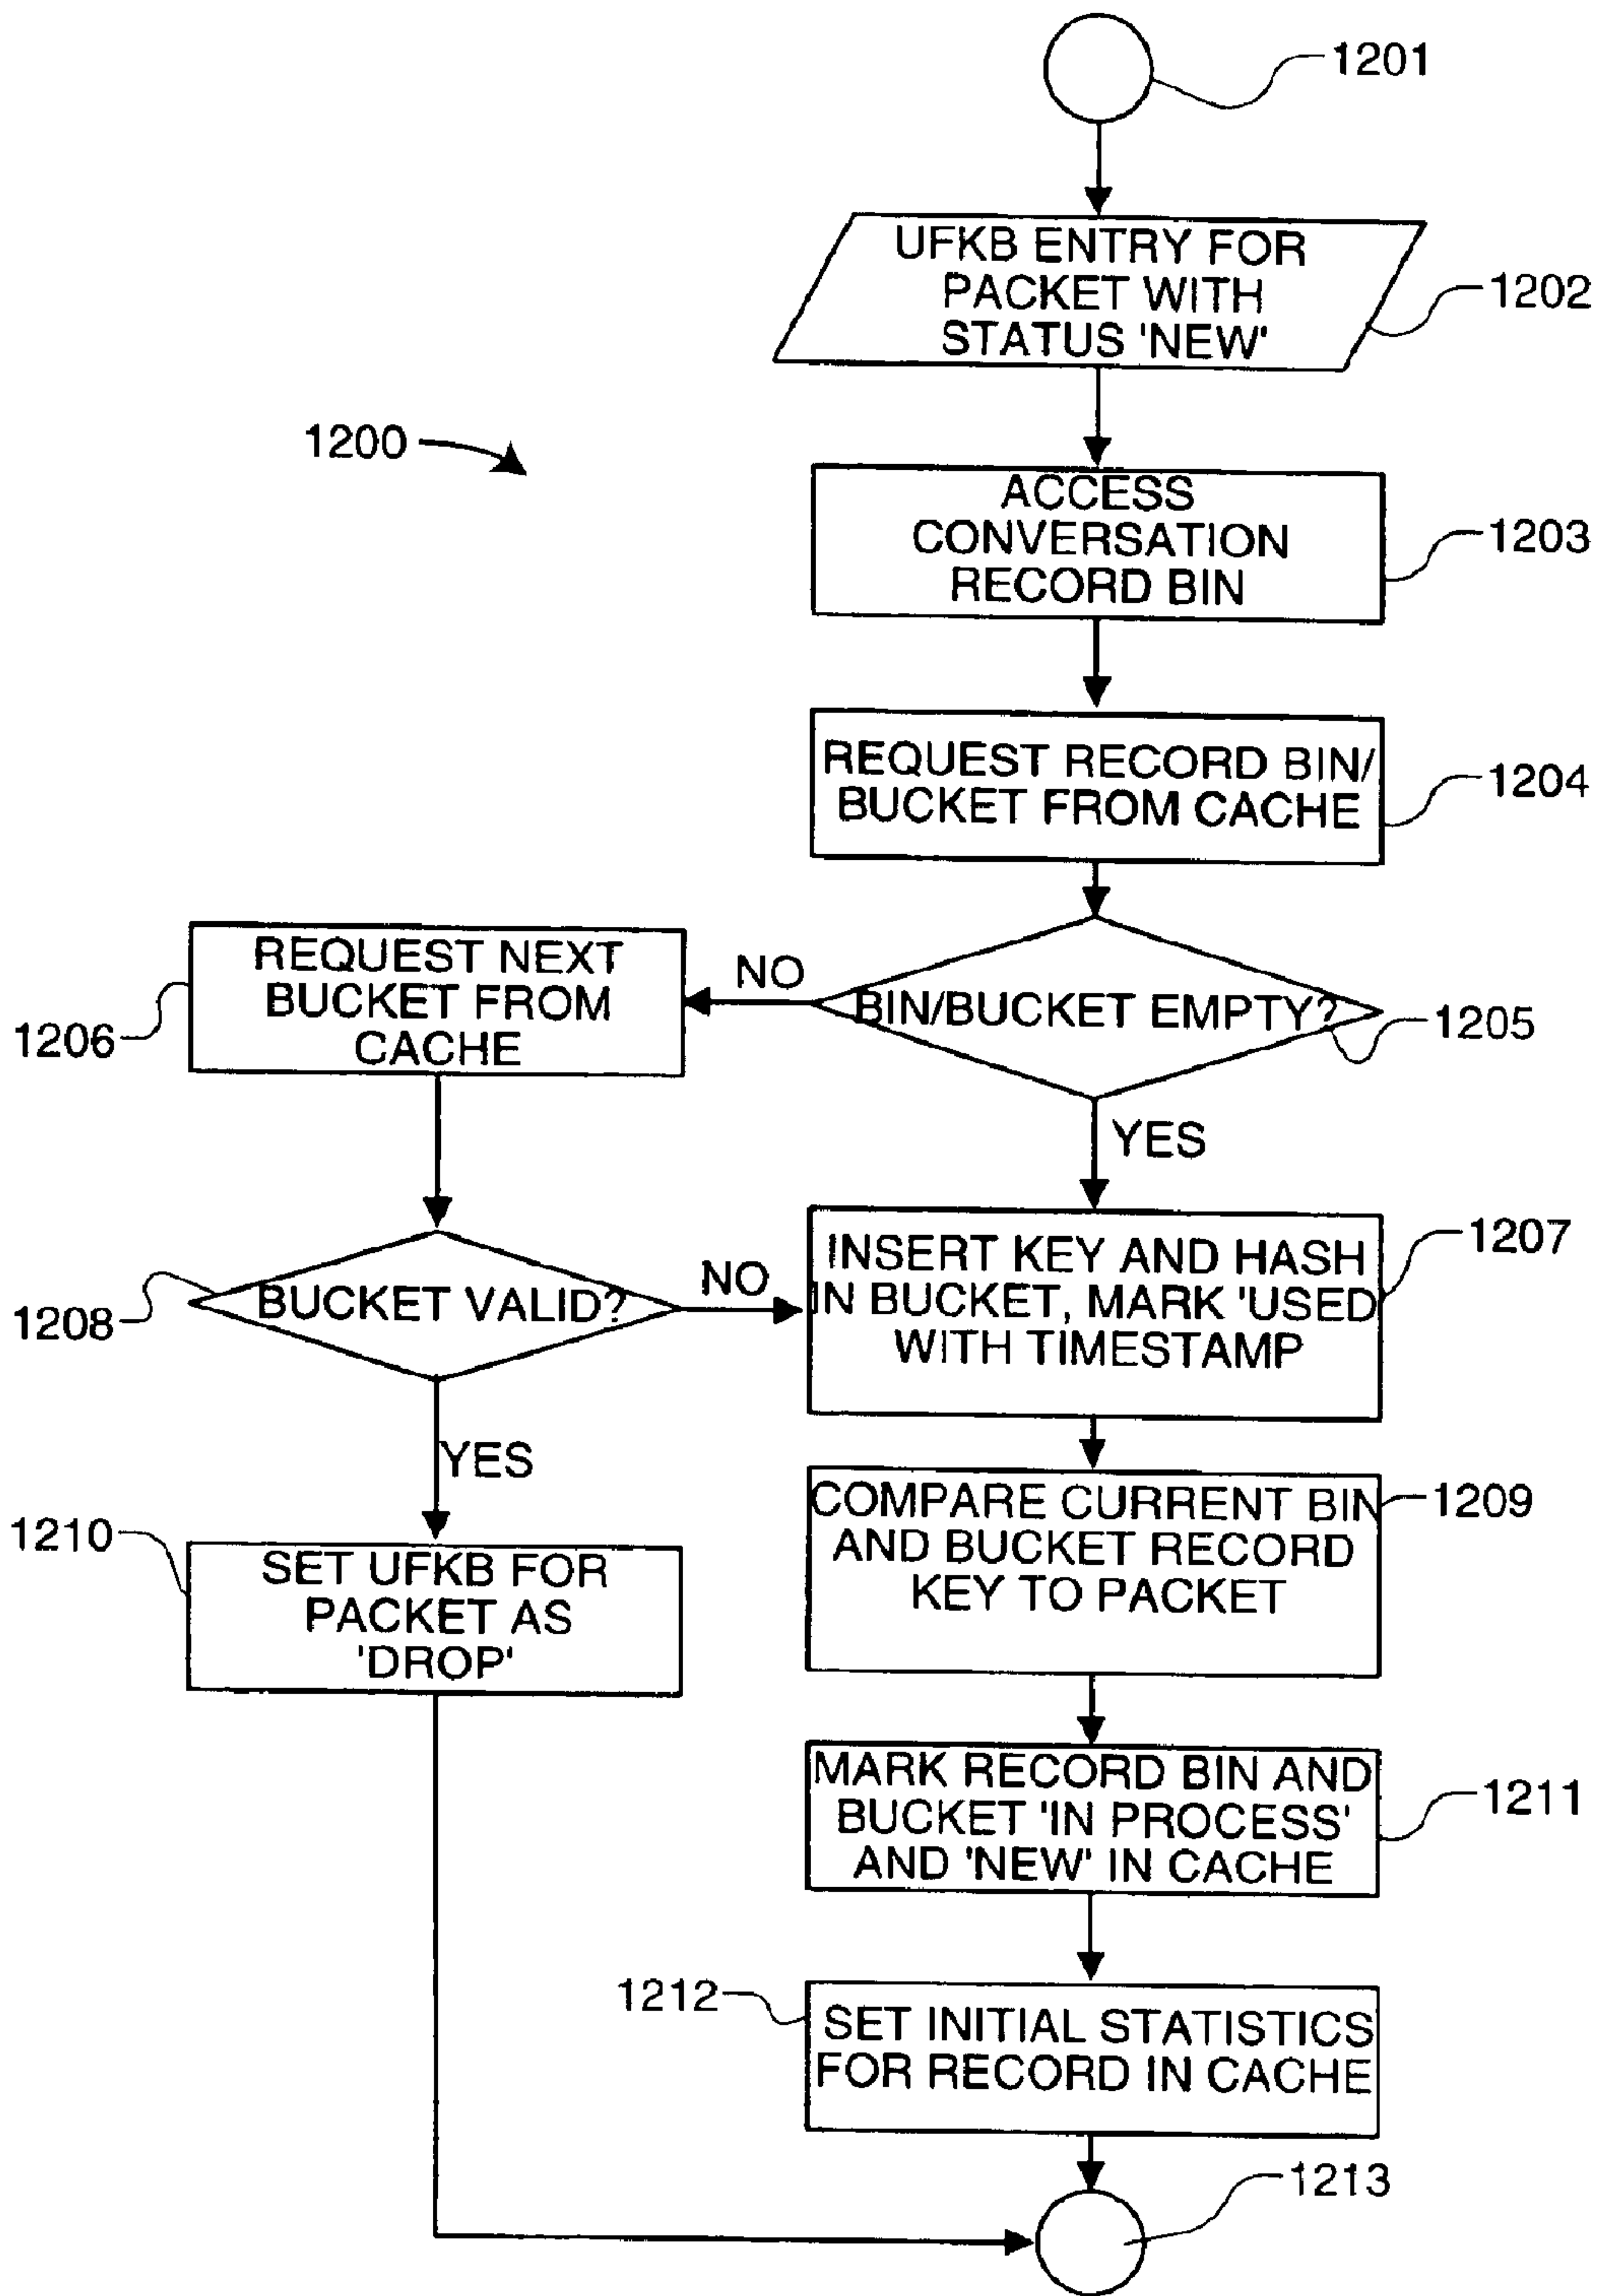 1201
UFKB ENTRY FOR
PACKET WITH
STATUS 'NEW'
1202
1200
ACCESS
CONVERSATION
RECORD BIN
1203
REQUEST RECORD BIN/
BUCKET FROM CACHE
1204
REQUEST NEXT
BUCKET FROM
CACHE
1206
NO
BIN/BUCKET EMPTY?
1205
YES
INSERT KEY AND HASH
IN BUCKET, MARK 'USED
WITH TIMESTAMP
1207
BUCKET VALID?
1208
NO
YES
COMPARE CURRENT BIN
AND BUCKET RECORD
KEY TO PACKET
1209
1210
SET UFKB FOR
PACKET AS
'DROP'
MARK RECORD BIN AND
BUCKET 'IN PROCESS'
AND 'NEW' IN CACHE
1211
1212
SET INITIAL STATISTICS
FOR RECORD IN CACHE
1213